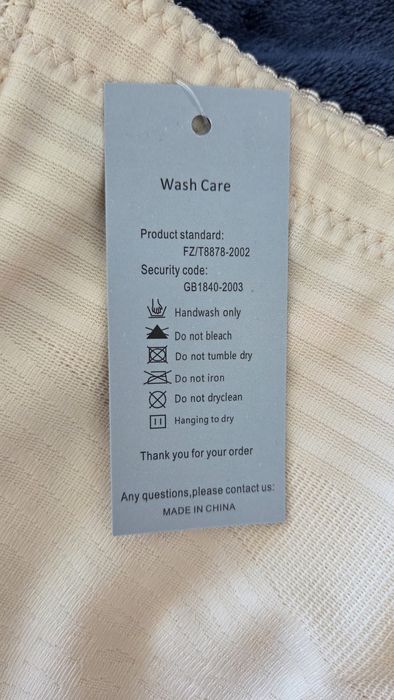 Wash Care
Product standard:
FZ/T8878-2002
Security code:
GB1840-2003
Handwash only
Do not bleach
Do not tumble dry
Do not iron
Do not dryclean
Hanging to dry
Thank you for your order
Any questions,please contact us:
MADE IN CHINA